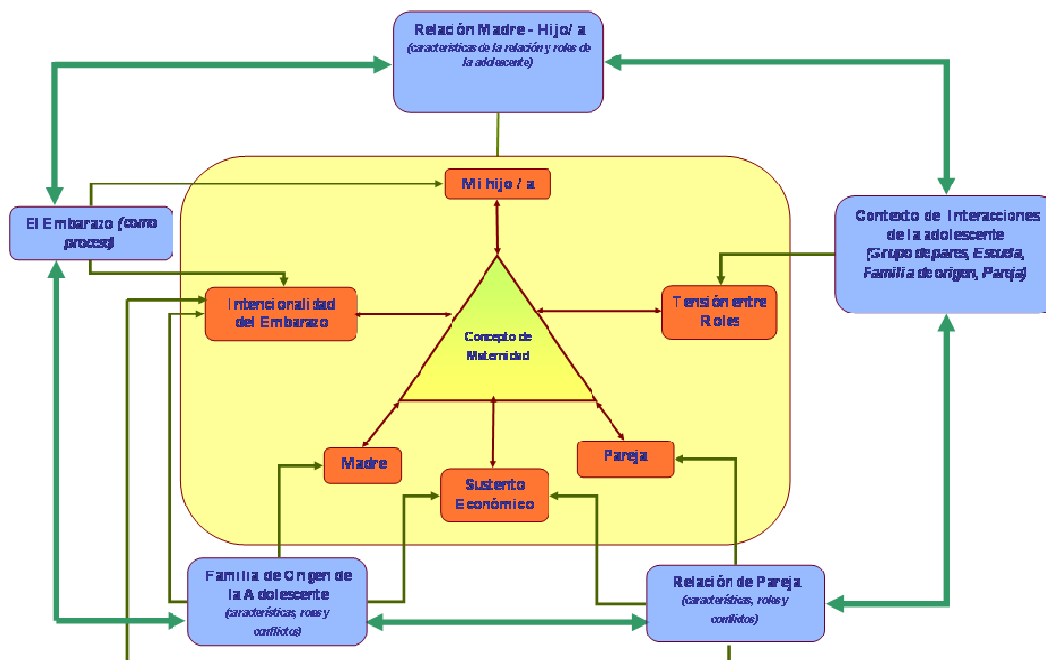 Relación Madre - Hijo/ a
(características de la relación y roles de
la adolescente)
Mi hijo / a
El Embarazo (como
proceso)
Contexto de Interacciones
de la adolescente
(Grupo de pares, Escuela,
Familia de origen, Pareja)
Intencionalidad
del Embarazo
Tensión entre
Roles
Concepto de
Maternidad
Madre
Pareja
Sustento
Económico
Familia de Origen de
la Adolescente
(características, roles y
conflictos)
Relación de Pareja
(características, roles y
conflictos)